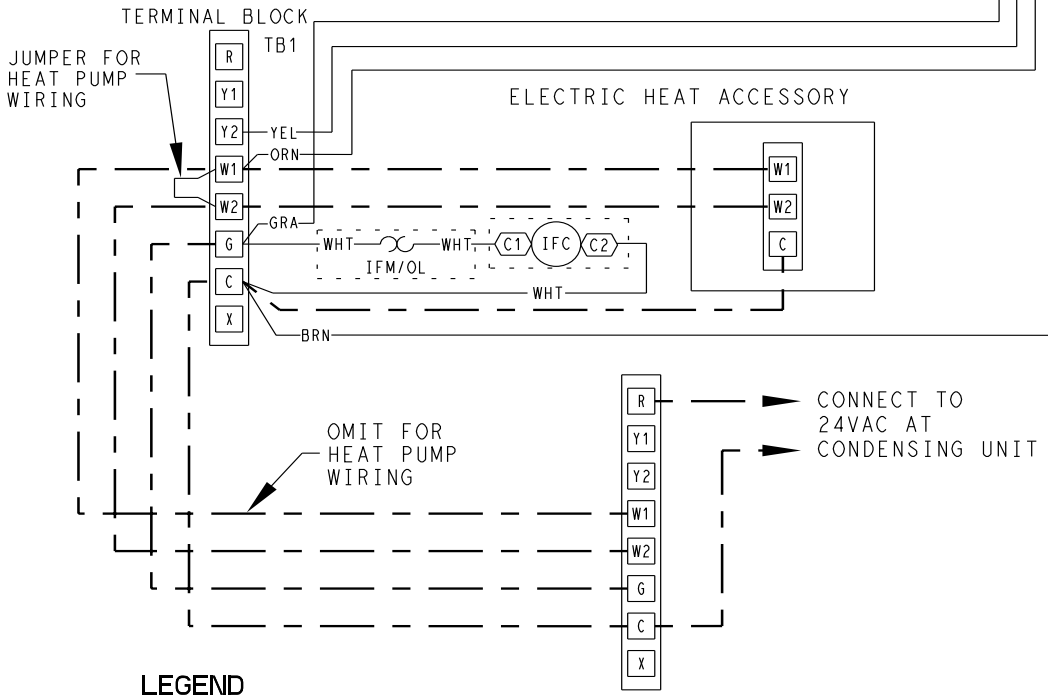 TERMINAL BLOCK
TB1
JUMPER FOR
HEAT PUMP
WIRING
R
Y1
Y2
W1
W2
G
C
X
YEL
ORN
GRA
WHT
WHT
IFM/OL
C1
IFC
C2
WHT
BRN
ELECTRIC HEAT ACCESSORY
W1
W2
C
OMIT FOR
HEAT PUMP
WIRING
R
Y1
Y2
W1
W2
G
C
X
CONNECT TO
24VAC AT
CONDENSING UNIT
LEGEND